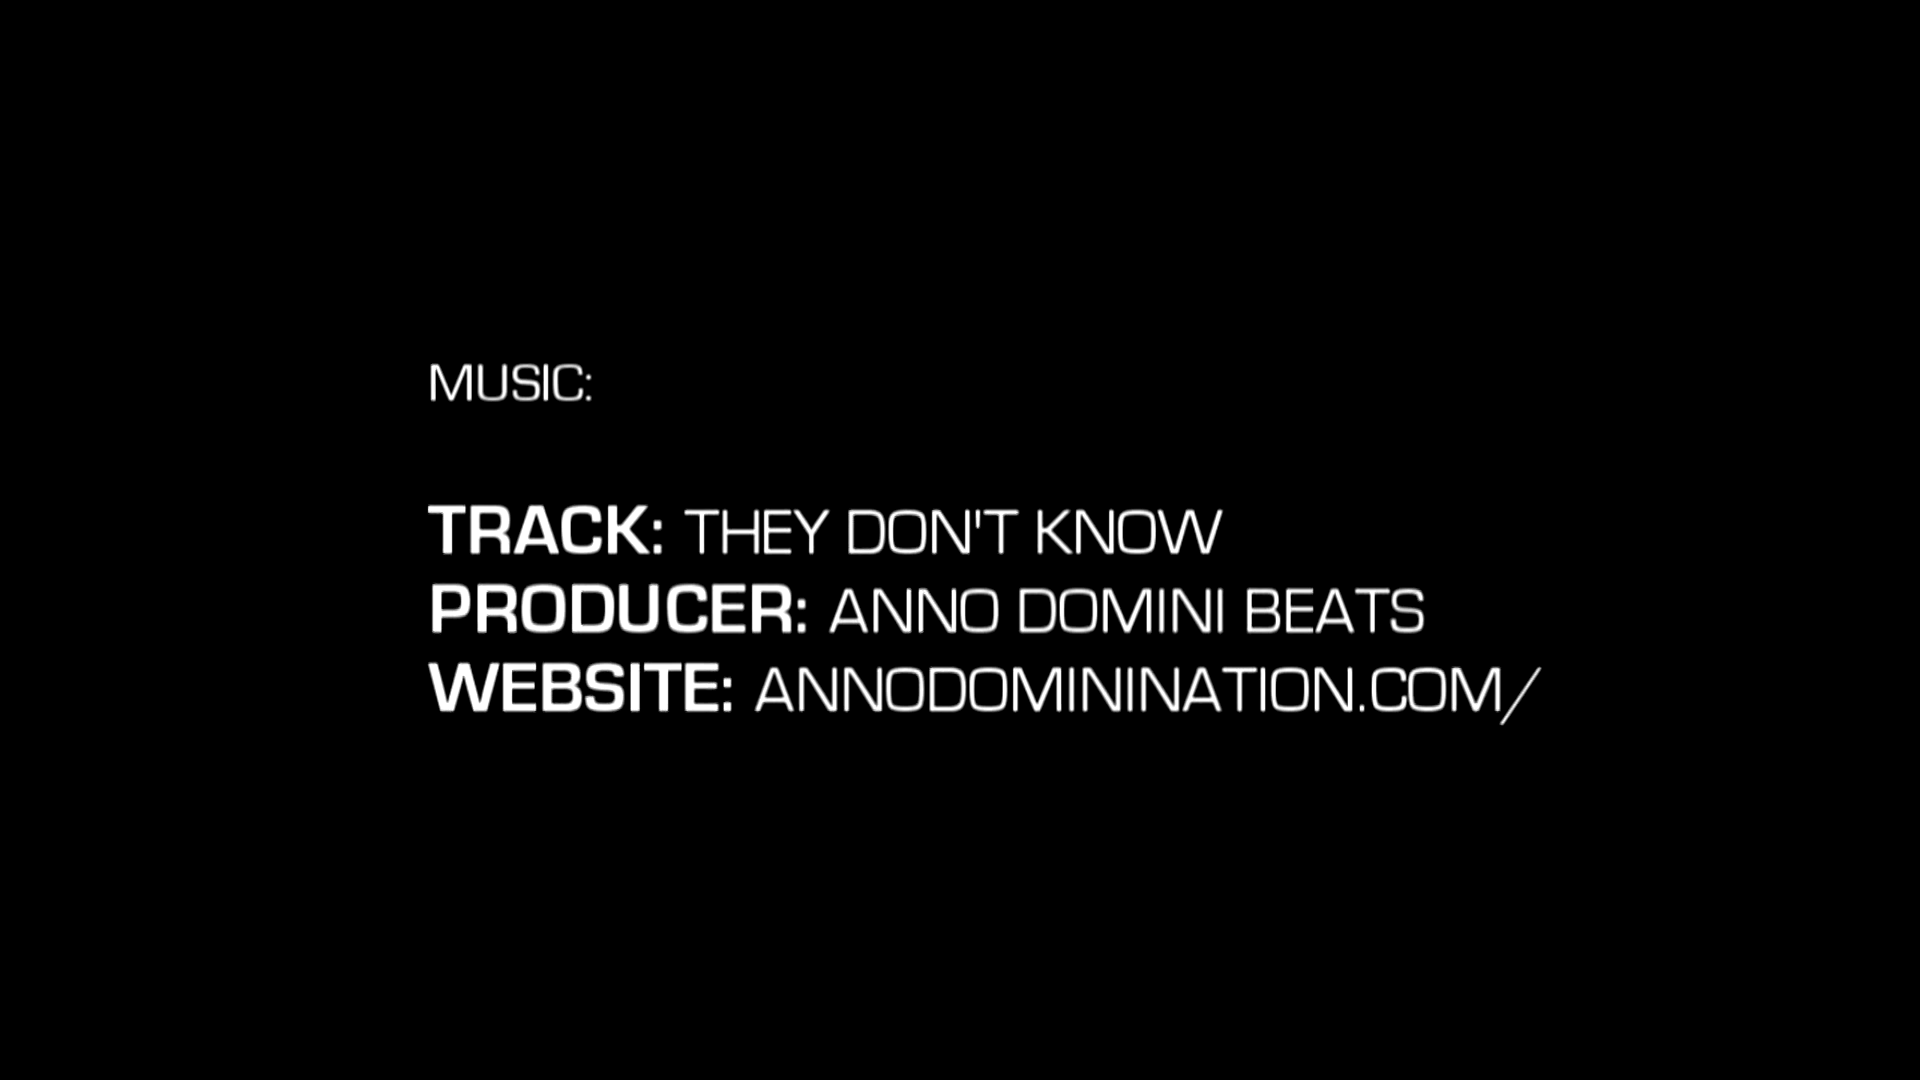 MUSIC:
TRACK: THEY DON'T KNOW
PRODUCER: ANNO DOMINI BEATS
WEBSITE: ANNODOMININATION.COM/